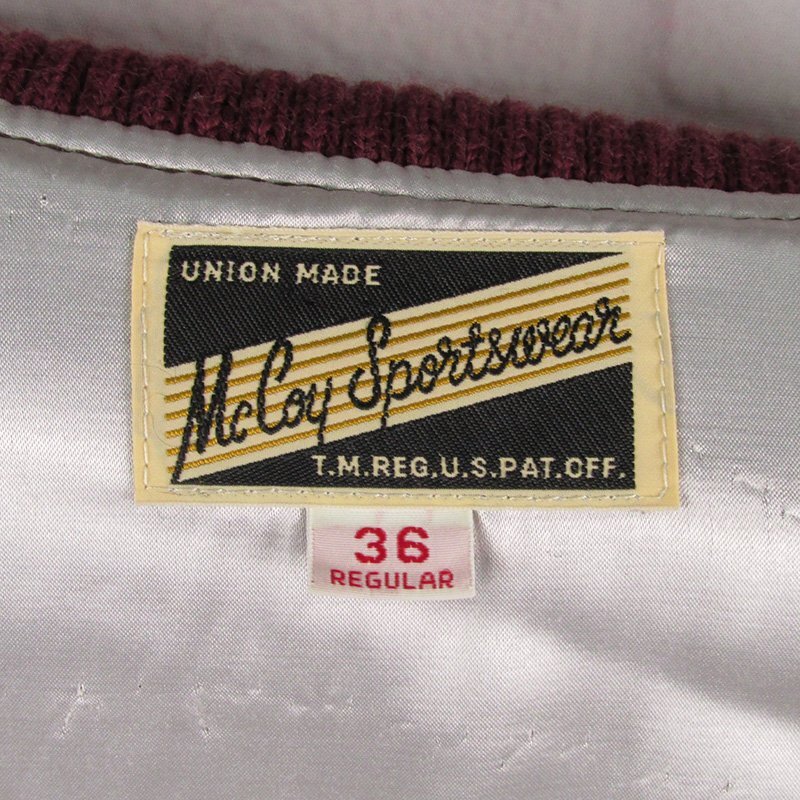 UNION MADE
McCoy Sportswear
T.M.REG.U.S.PAT.OFF.
36
REGULAR